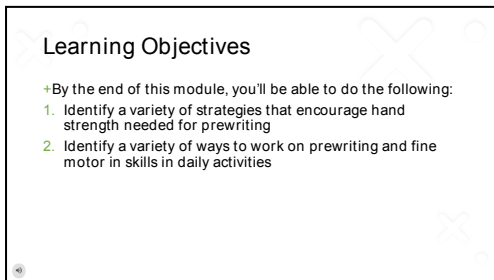 Learning Objectives
+By the end of this module, you'll be able to do the following:
1. Identify a variety of strategies that encourage hand
strength needed for prewriting
2. Identify a variety of ways to work on prewriting and fine
motor in skills in daily activities